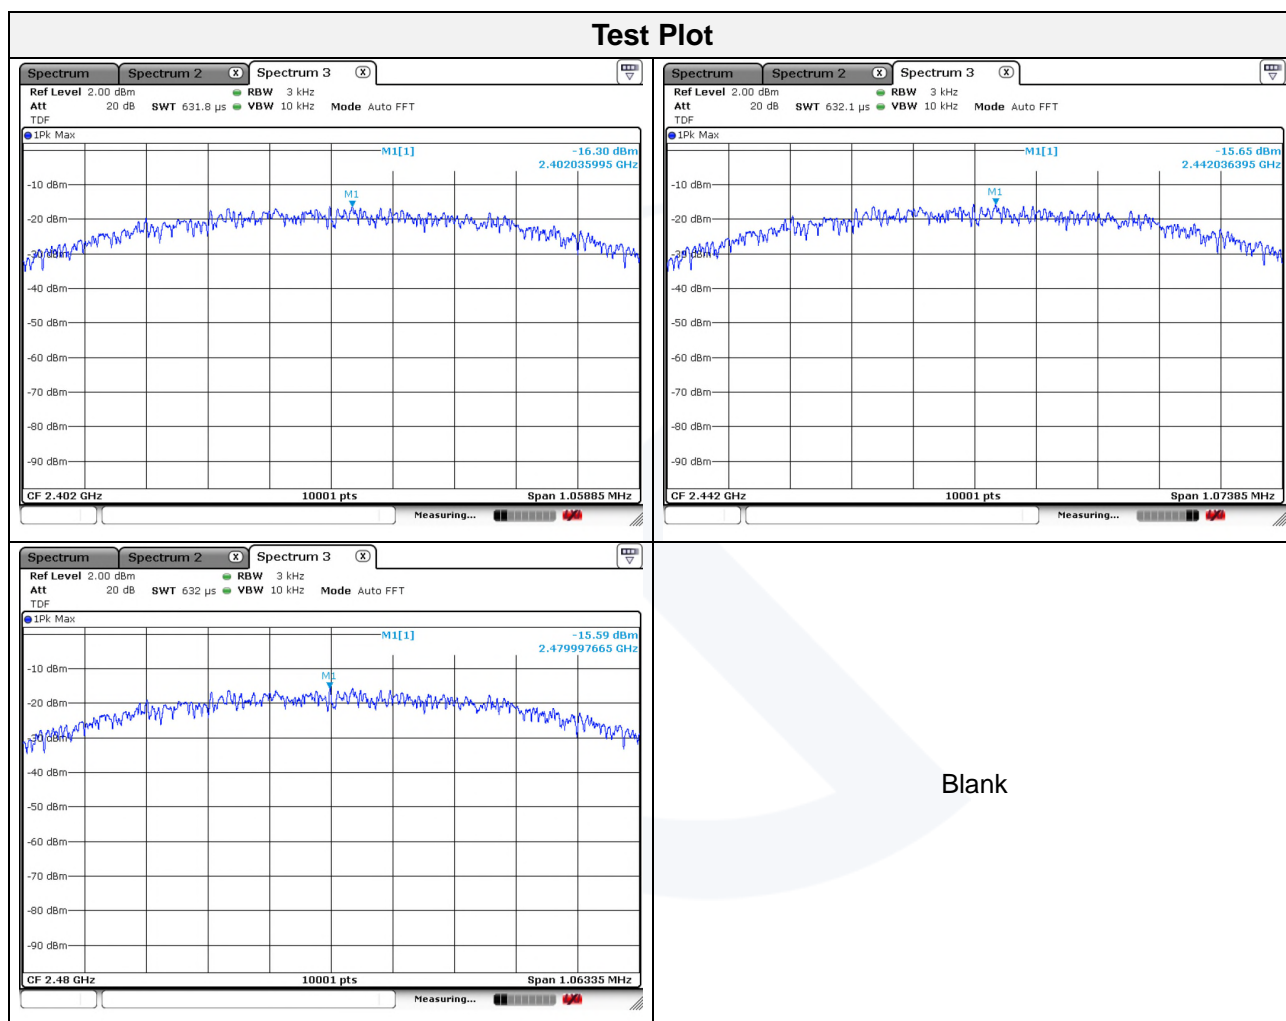 Test Plot
Spectrum Spectrum 2 X Spectrum 3 X
Ref Level 2.00 dBm RBW 3 kHz
Att 20 dB SWT 631.8 µs VBW 10 kHz Mode Auto FFT
TDF
1Pk Max
M1[1] -16.30 dBm
2.402035995 GHz
-10 dBm
M1
-20 dBm
-30 dBm
-40 dBm
-50 dBm
-60 dBm
-70 dBm
-80 dBm
-90 dBm
CF 2.402 GHz 10001 pts Span 1.05885 MHz
Measuring...
Spectrum Spectrum 2 X Spectrum 3 X
Ref Level 2.00 dBm RBW 3 kHz
Att 20 dB SWT 632.1 µs VBW 10 kHz Mode Auto FFT
TDF
1Pk Max
M1[1] -15.65 dBm
2.442036395 GHz
-10 dBm
M1
-20 dBm
-30 dBm
-40 dBm
-50 dBm
-60 dBm
-70 dBm
-80 dBm
-90 dBm
CF 2.442 GHz 10001 pts Span 1.07385 MHz
Measuring...
Spectrum Spectrum 2 X Spectrum 3 X
Ref Level 2.00 dBm RBW 3 kHz
Att 20 dB SWT 632 µs VBW 10 kHz Mode Auto FFT
TDF
1Pk Max
M1[1] -15.59 dBm
2.479997665 GHz
-10 dBm
M1
-20 dBm
-30 dBm
-40 dBm
-50 dBm
-60 dBm
-70 dBm
-80 dBm
-90 dBm
CF 2.48 GHz 10001 pts Span 1.06335 MHz
Measuring...
Blank